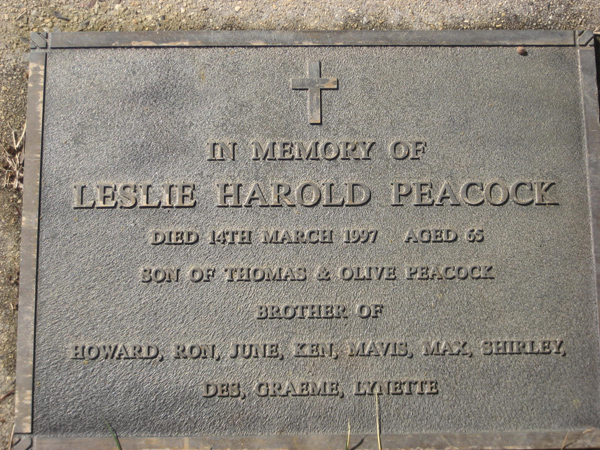 IN MEMORY OF
LESLIE HAROLD PEACOCK
DIED 14TH MARCH 1997 AGED 65
SON OF THOMAS & OLIVE PEACOCK
BROTHER OF
HOWARD, RON, JUNE, KEN, MAVIS, MAX, SHIRLEY,
DES, GRAEME, LYNETTE